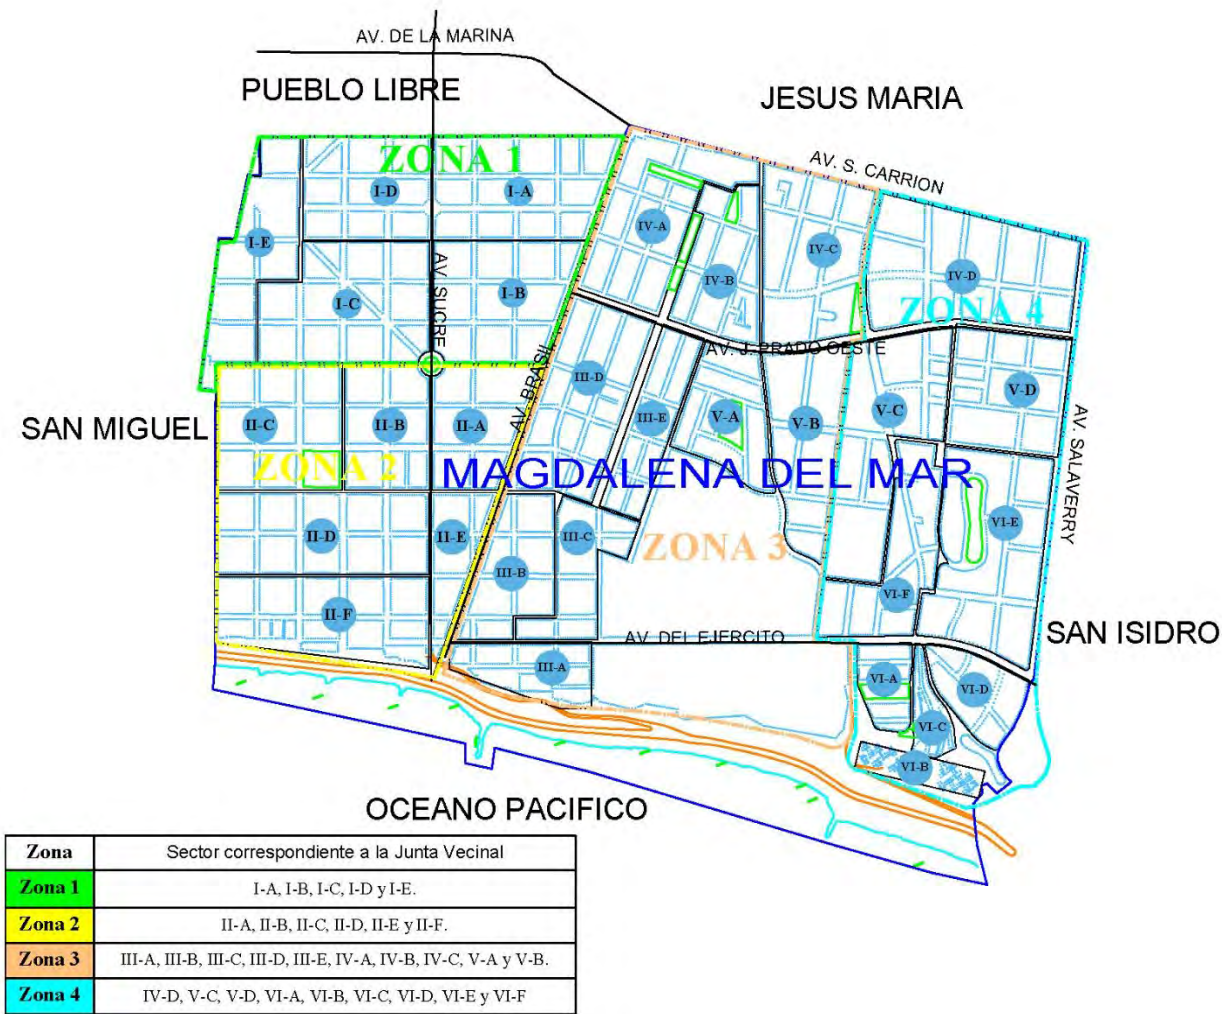 AV. DE LA MARINA
PUEBLO LIBRE
JESUS MARIA
AV. S. CARRION
ZONA 1
I-D
I-A
I-E
I-C
I-B
AV. SUCRE
IV-A
IV-B
IV-C
IV-D
ZONA 4
AV. J. PRADO OESTE
AV. BRASIL
III-D
III-E
V-A
V-B
V-C
V-D
AV. SALAVERRY
SAN MIGUEL
II-C
II-B
II-A
ZONA 2
MAGDALENA DEL MAR
II-D
II-E
III-C
III-B
ZONA 3
VI-E
VI-F
II-F
AV. DEL EJERCITO
SAN ISIDRO
III-A
VI-A
VI-D
VI-C
VI-B
OCEANO PACIFICO
Zona Sector correspondiente a la Junta Vecinal
Zona 1 I-A, I-B, I-C, I-D y I-E.
Zona 2 II-A, II-B, II-C, II-D, II-E y II-F.
Zona 3 III-A, III-B, III-C, III-D, III-E, IV-A, IV-B, IV-C, V-A y V-B.
Zona 4 IV-D, V-C, V-D, VI-A, VI-B, VI-C, VI-D, VI-E y VI-F